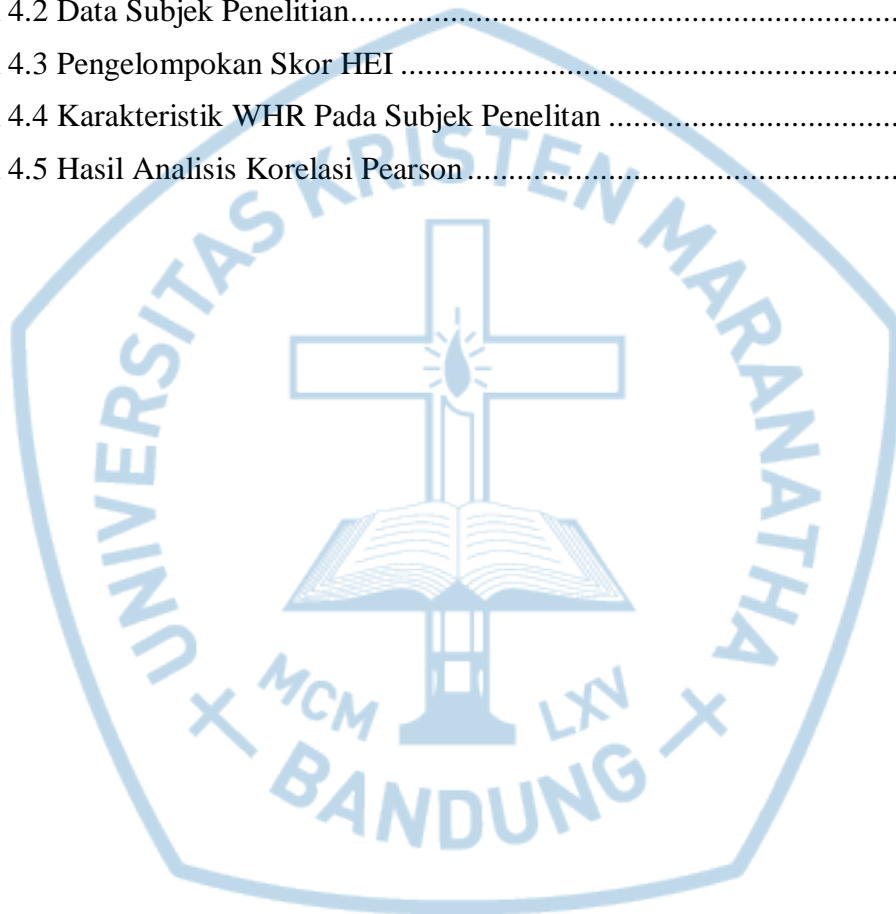 4.2 Data Subjek Penelitian..............................................................................
4.3 Pengelompokan Skor HEI ........................................................................
4.4 Karakteristik WHR Pada Subjek Penelitan ..........................................
4.5 Hasil Analisis Korelasi Pearson ...............................................................
UNIVERSITAS KRISTEN MARANATHA
MCM LXV
BANDUNG